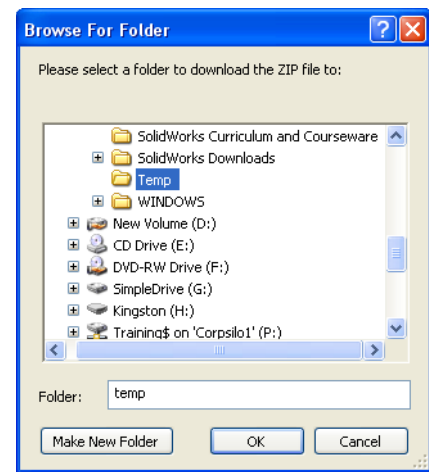 Browse For Folder
Please select a folder to download the ZIP file to:
SolidWorks Curriculum and Courseware
SolidWorks Downloads
Temp
WINDOWS
New Volume (D:)
CD Drive (E:)
DVD-RW Drive (F:)
SimpleDrive (G:)
Kingston (H:)
Training$ on 'Corpsilo1' (P:)
Folder: temp
Make New Folder OK Cancel